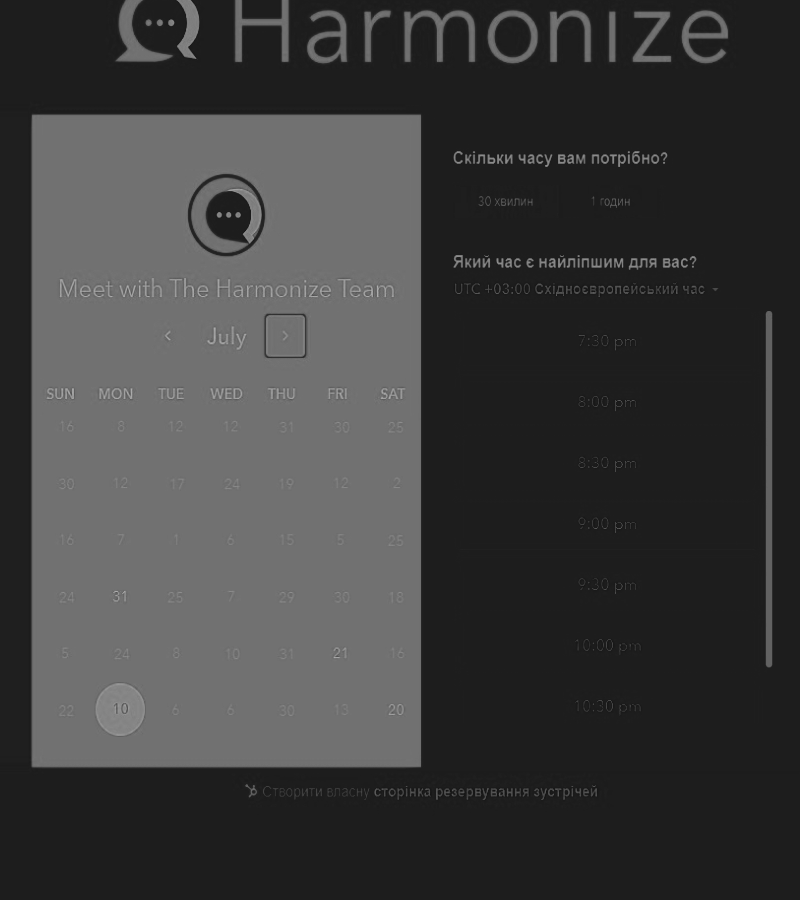 Harmonize
Meet with The Harmonize Team
July
SUN MON TUE WED THU FRI SAT
16 8 12 12 31 30 25
30 12 17 24 19 12 2
16 7 1 6 15 5 25
24 31 25 7 29 30 18
5 24 8 10 31 21 16
22 10 6 6 30 13 20
Скільки часу вам потрібно?
30 хвилин 1 годин
Який час є найліпшим для вас?
UTC +03:00 Східноєвропейський час
7:30 pm
8:00 pm
8:30 pm
9:00 pm
9:30 pm
10:00 pm
10:30 pm
Створити власну сторінка резервування зустрічей